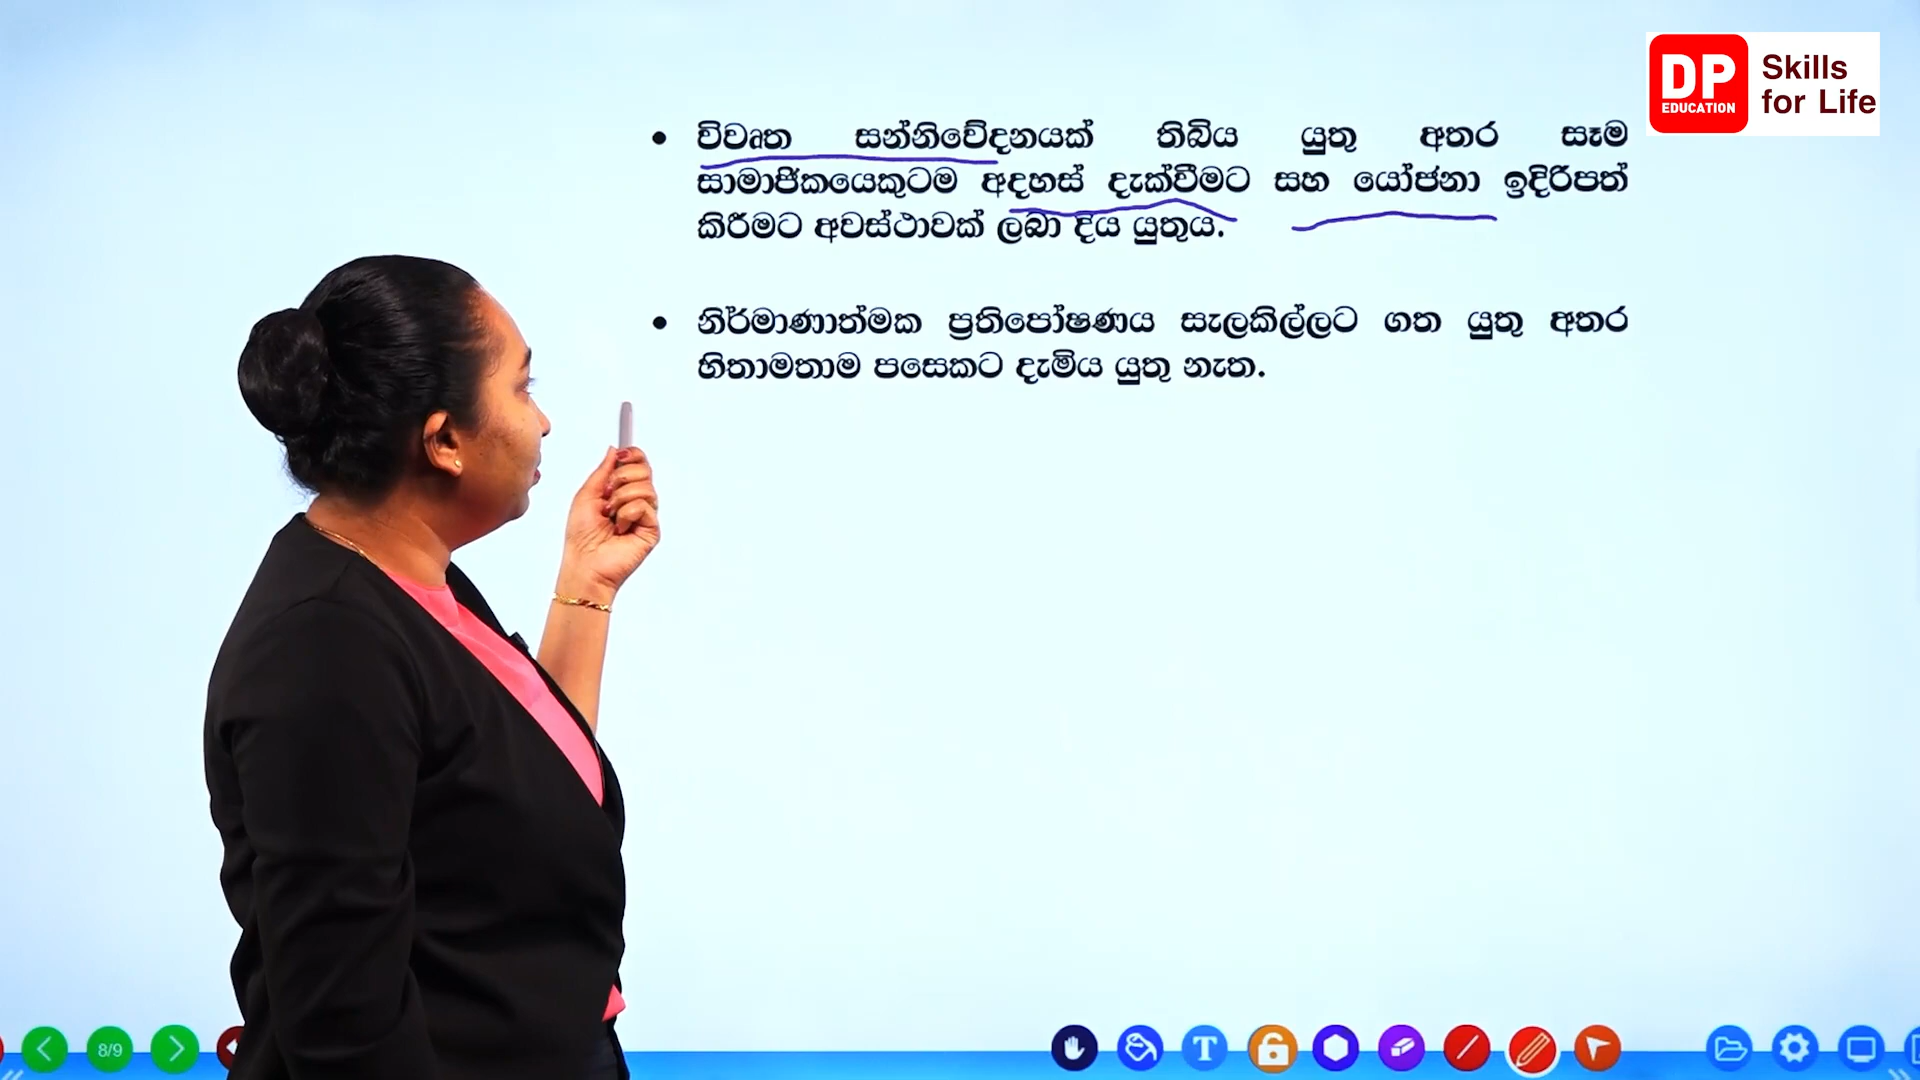 DP
EDUCATION
Skills
for Life
විවෘත සන්නිවේදනයක් තිබිය යුතු අතර සෑම
සාමාජිකයෙකුටම අදහස් දැක්වීමට සහ යෝජනා ඉදිරිපත්
කිරීමට අවස්ථාවක් ලබා දිය යුතුය.
නිර්මාණාත්මක ප්‍රතිපෝෂණය සැලකිල්ලට ගත යුතු අතර
හිතාමතාම පසෙකට දැමිය යුතු නැත.
8/9
T